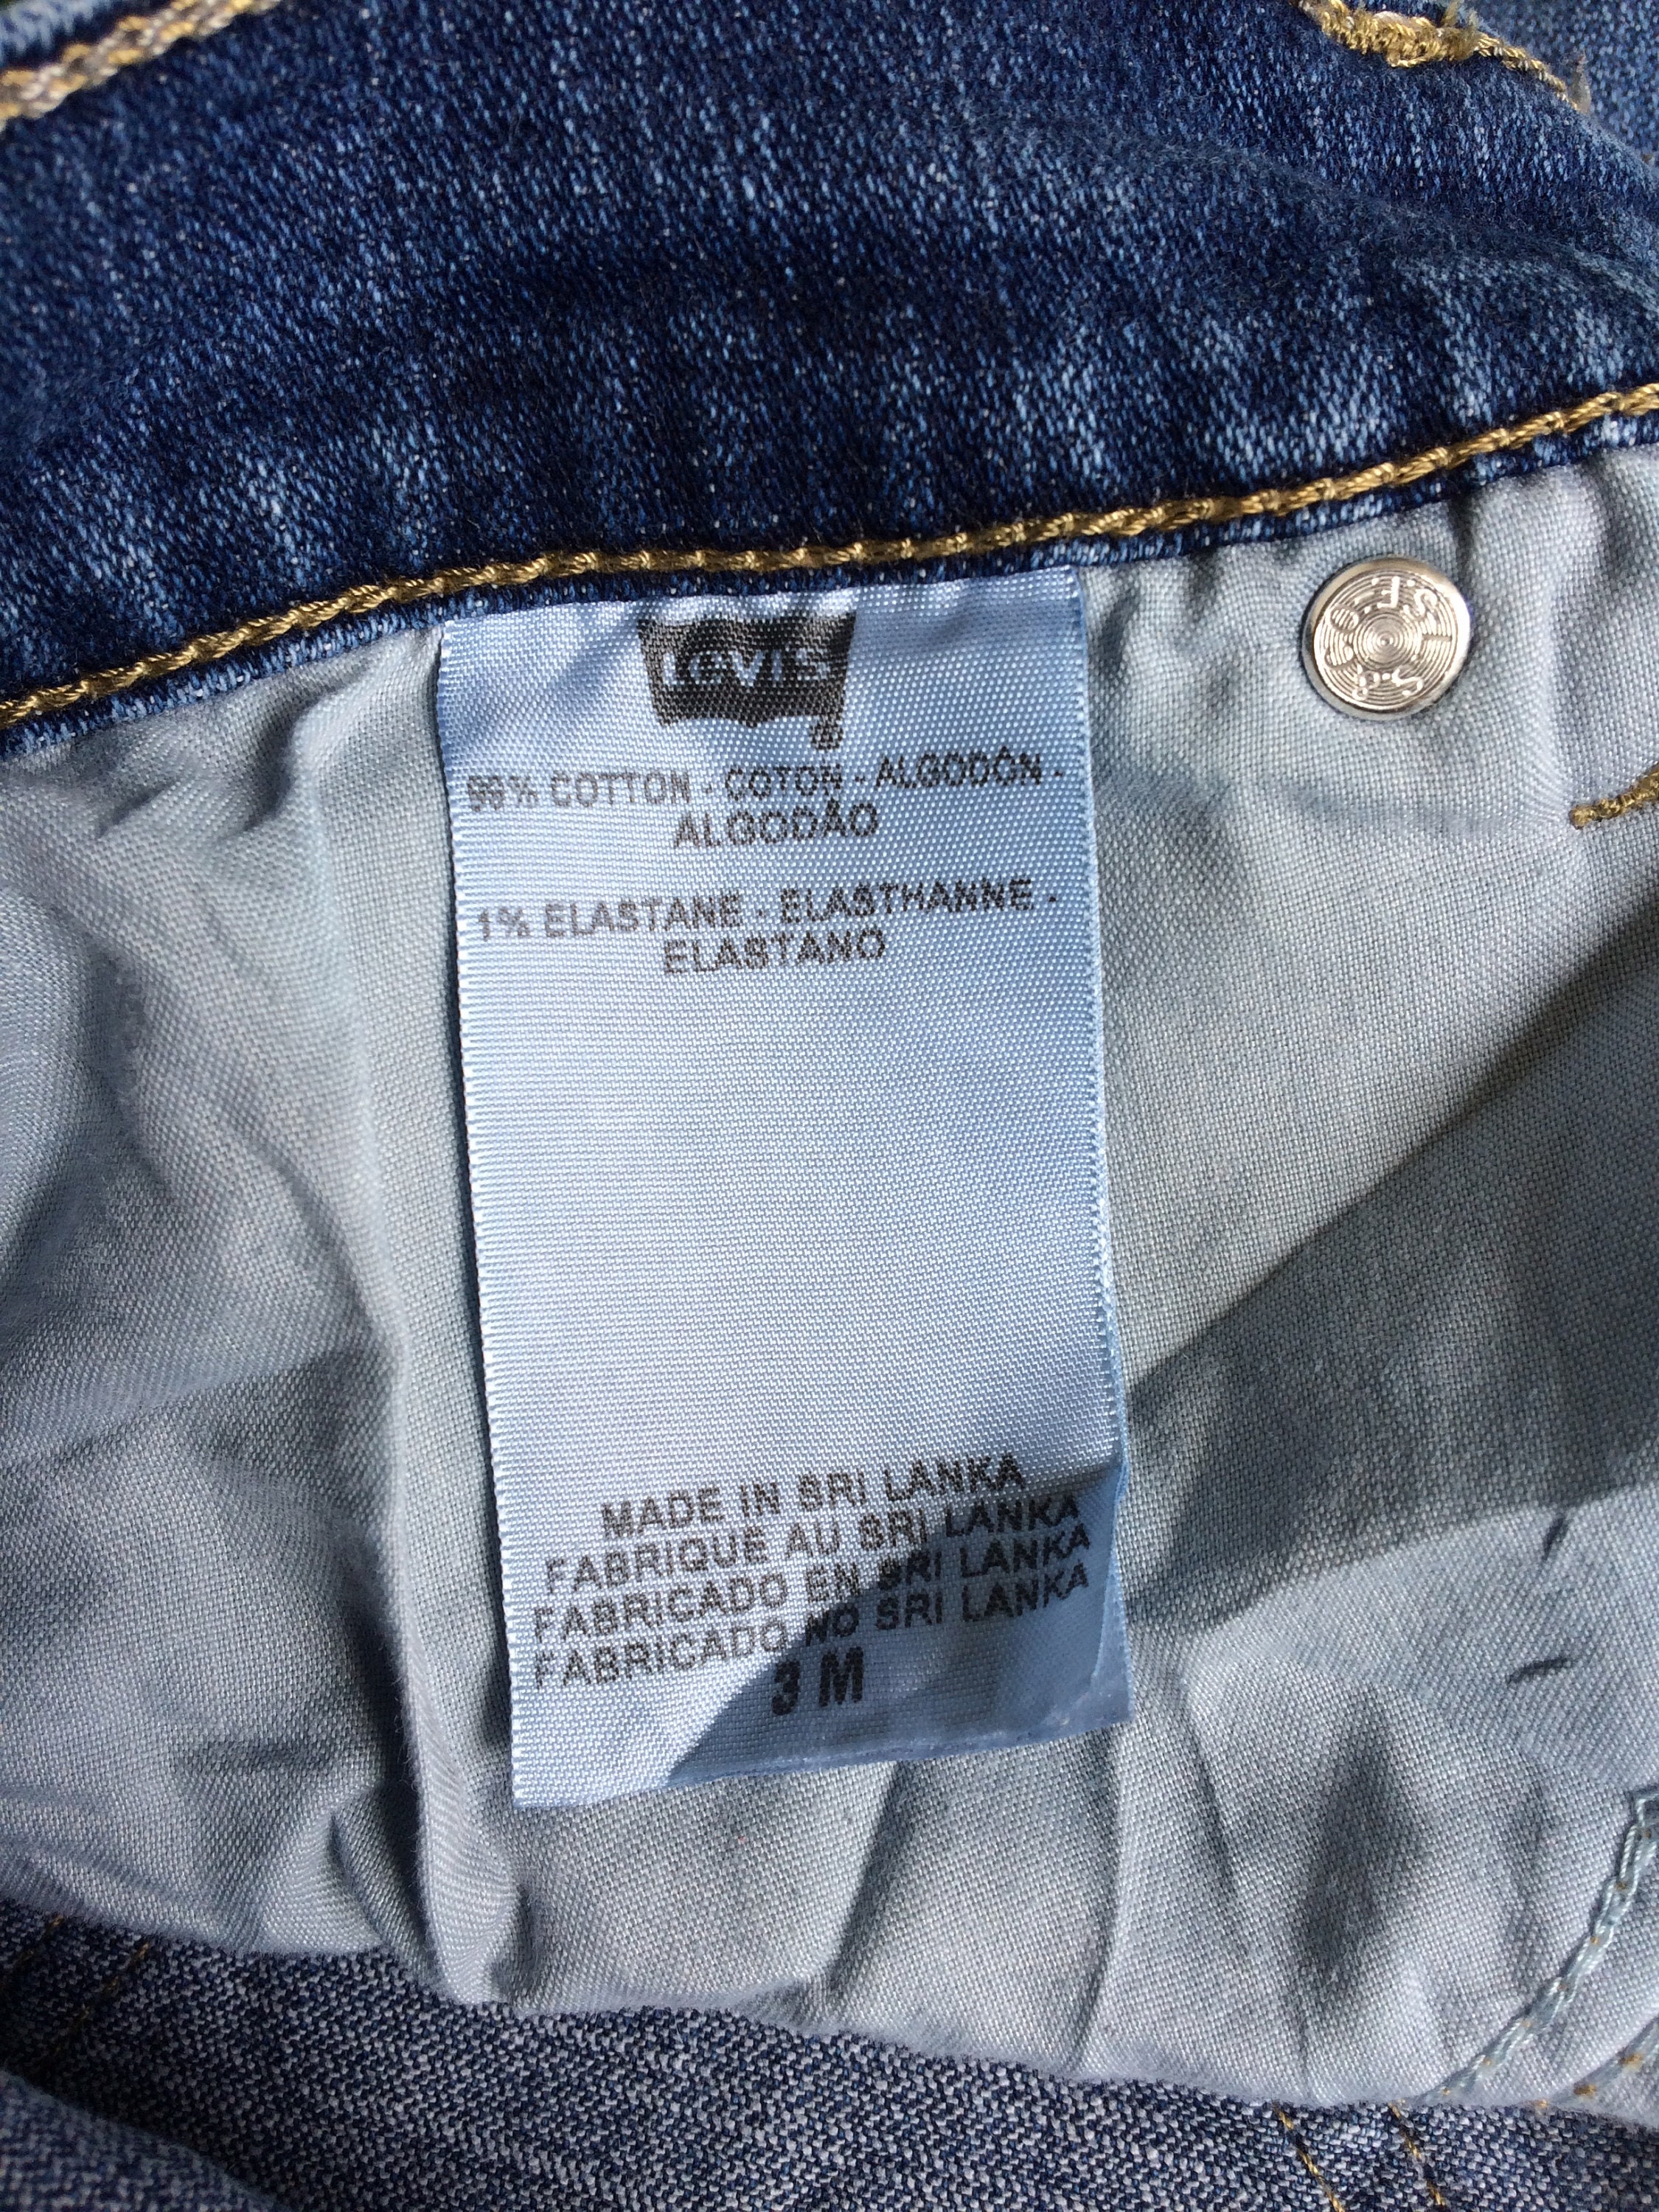 LEVI'S
®
99% COTTON - COTON - ALGODÓN -
ALGODÃO
1% ELASTANE - ELASTHANNE -
ELASTANO
MADE IN SRI LANKA
FABRIQUE AU SRI LANKA
FABRICADO EN SRI LANKA
FABRICADO NO SRI LANKA
3 M